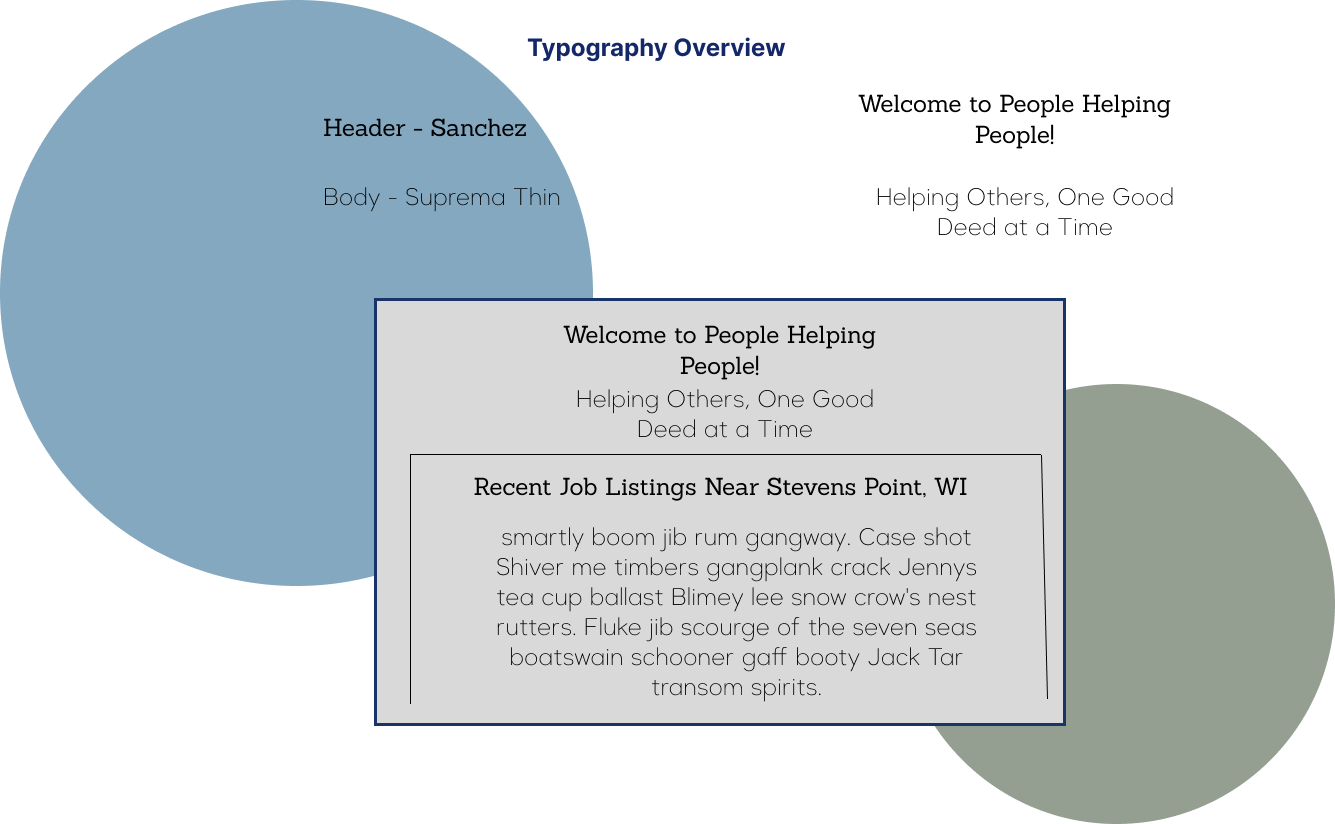 Typography Overview
Header - Sanchez
Body - Suprema Thin
Welcome to People Helping
People!
Helping Others, One Good
Deed at a Time
Welcome to People Helping
People!
Helping Others, One Good
Deed at a Time
Recent Job Listings Near Stevens Point, WI
smartly boom jib rum gangway. Case shot
Shiver me timbers gangplank crack Jennys
tea cup ballast Blimey lee snow crow's nest
rutters. Fluke jib scourge of the seven seas
boatswain schooner gaff booty Jack Tar
transom spirits.